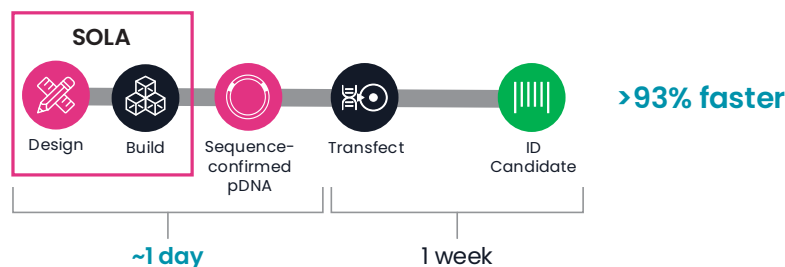 SOLA
Design
Build
Sequence-
confirmed
pDNA
Transfect
ID
Candidate
>93% faster
~1 day
1 week